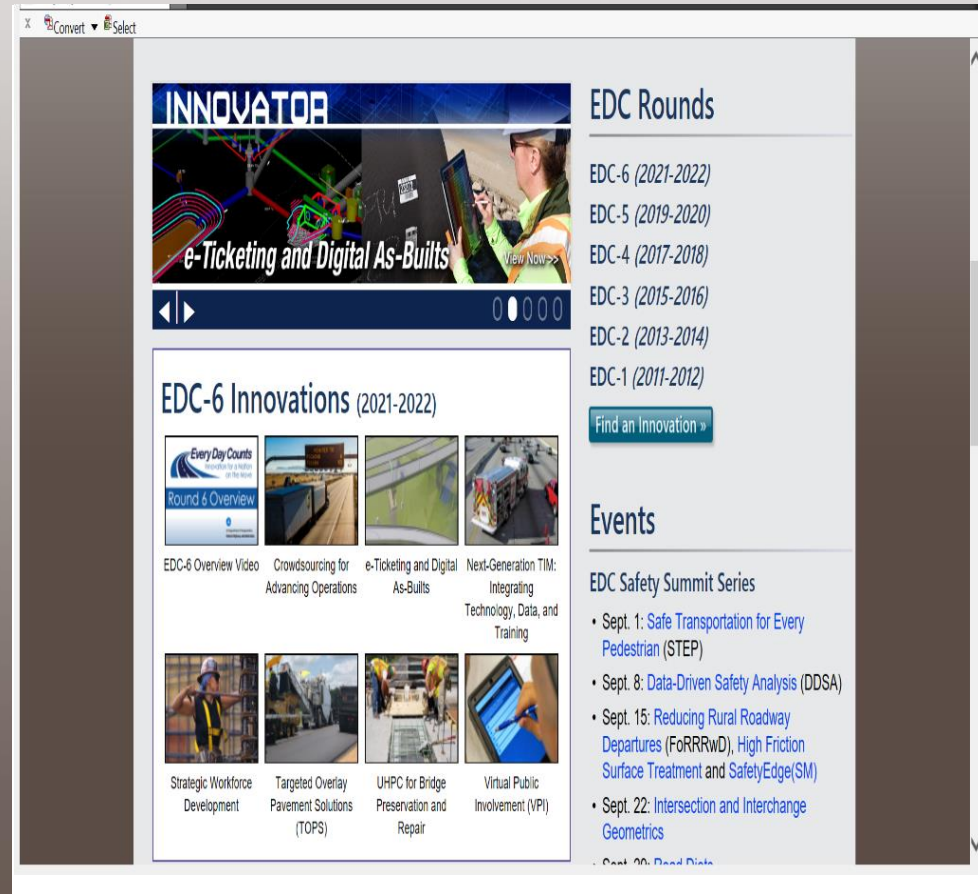 x Convert ▼ Select
INNOVATOR
e-Ticketing and Digital As-Builts
View Now>>
EDC-6 Innovations (2021-2022)
Every Day Counts
Innovation for a Nation
on the Move
Round 6 Overview
EDC-6 Overview Video
Crowdsourcing for
Advancing Operations
e-Ticketing and Digital
As-Builts
Next-Generation TIM:
Integrating
Technology, Data, and
Training
Strategic Workforce
Development
Targeted Overlay
Pavement Solutions
(TOPS)
UHPC for Bridge
Preservation and
Repair
Virtual Public
Involvement (VPI)
EDC Rounds
EDC-6 (2021-2022)
EDC-5 (2019-2020)
EDC-4 (2017-2018)
EDC-3 (2015-2016)
EDC-2 (2013-2014)
EDC-1 (2011-2012)
Find an Innovation »
Events
EDC Safety Summit Series
• Sept. 1: Safe Transportation for Every
Pedestrian (STEP)
• Sept. 8: Data-Driven Safety Analysis (DDSA)
• Sept. 15: Reducing Rural Roadway
Departures (FoRRRwD), High Friction
Surface Treatment and SafetyEdge(SM)
• Sept. 22: Intersection and Interchange
Geometrics